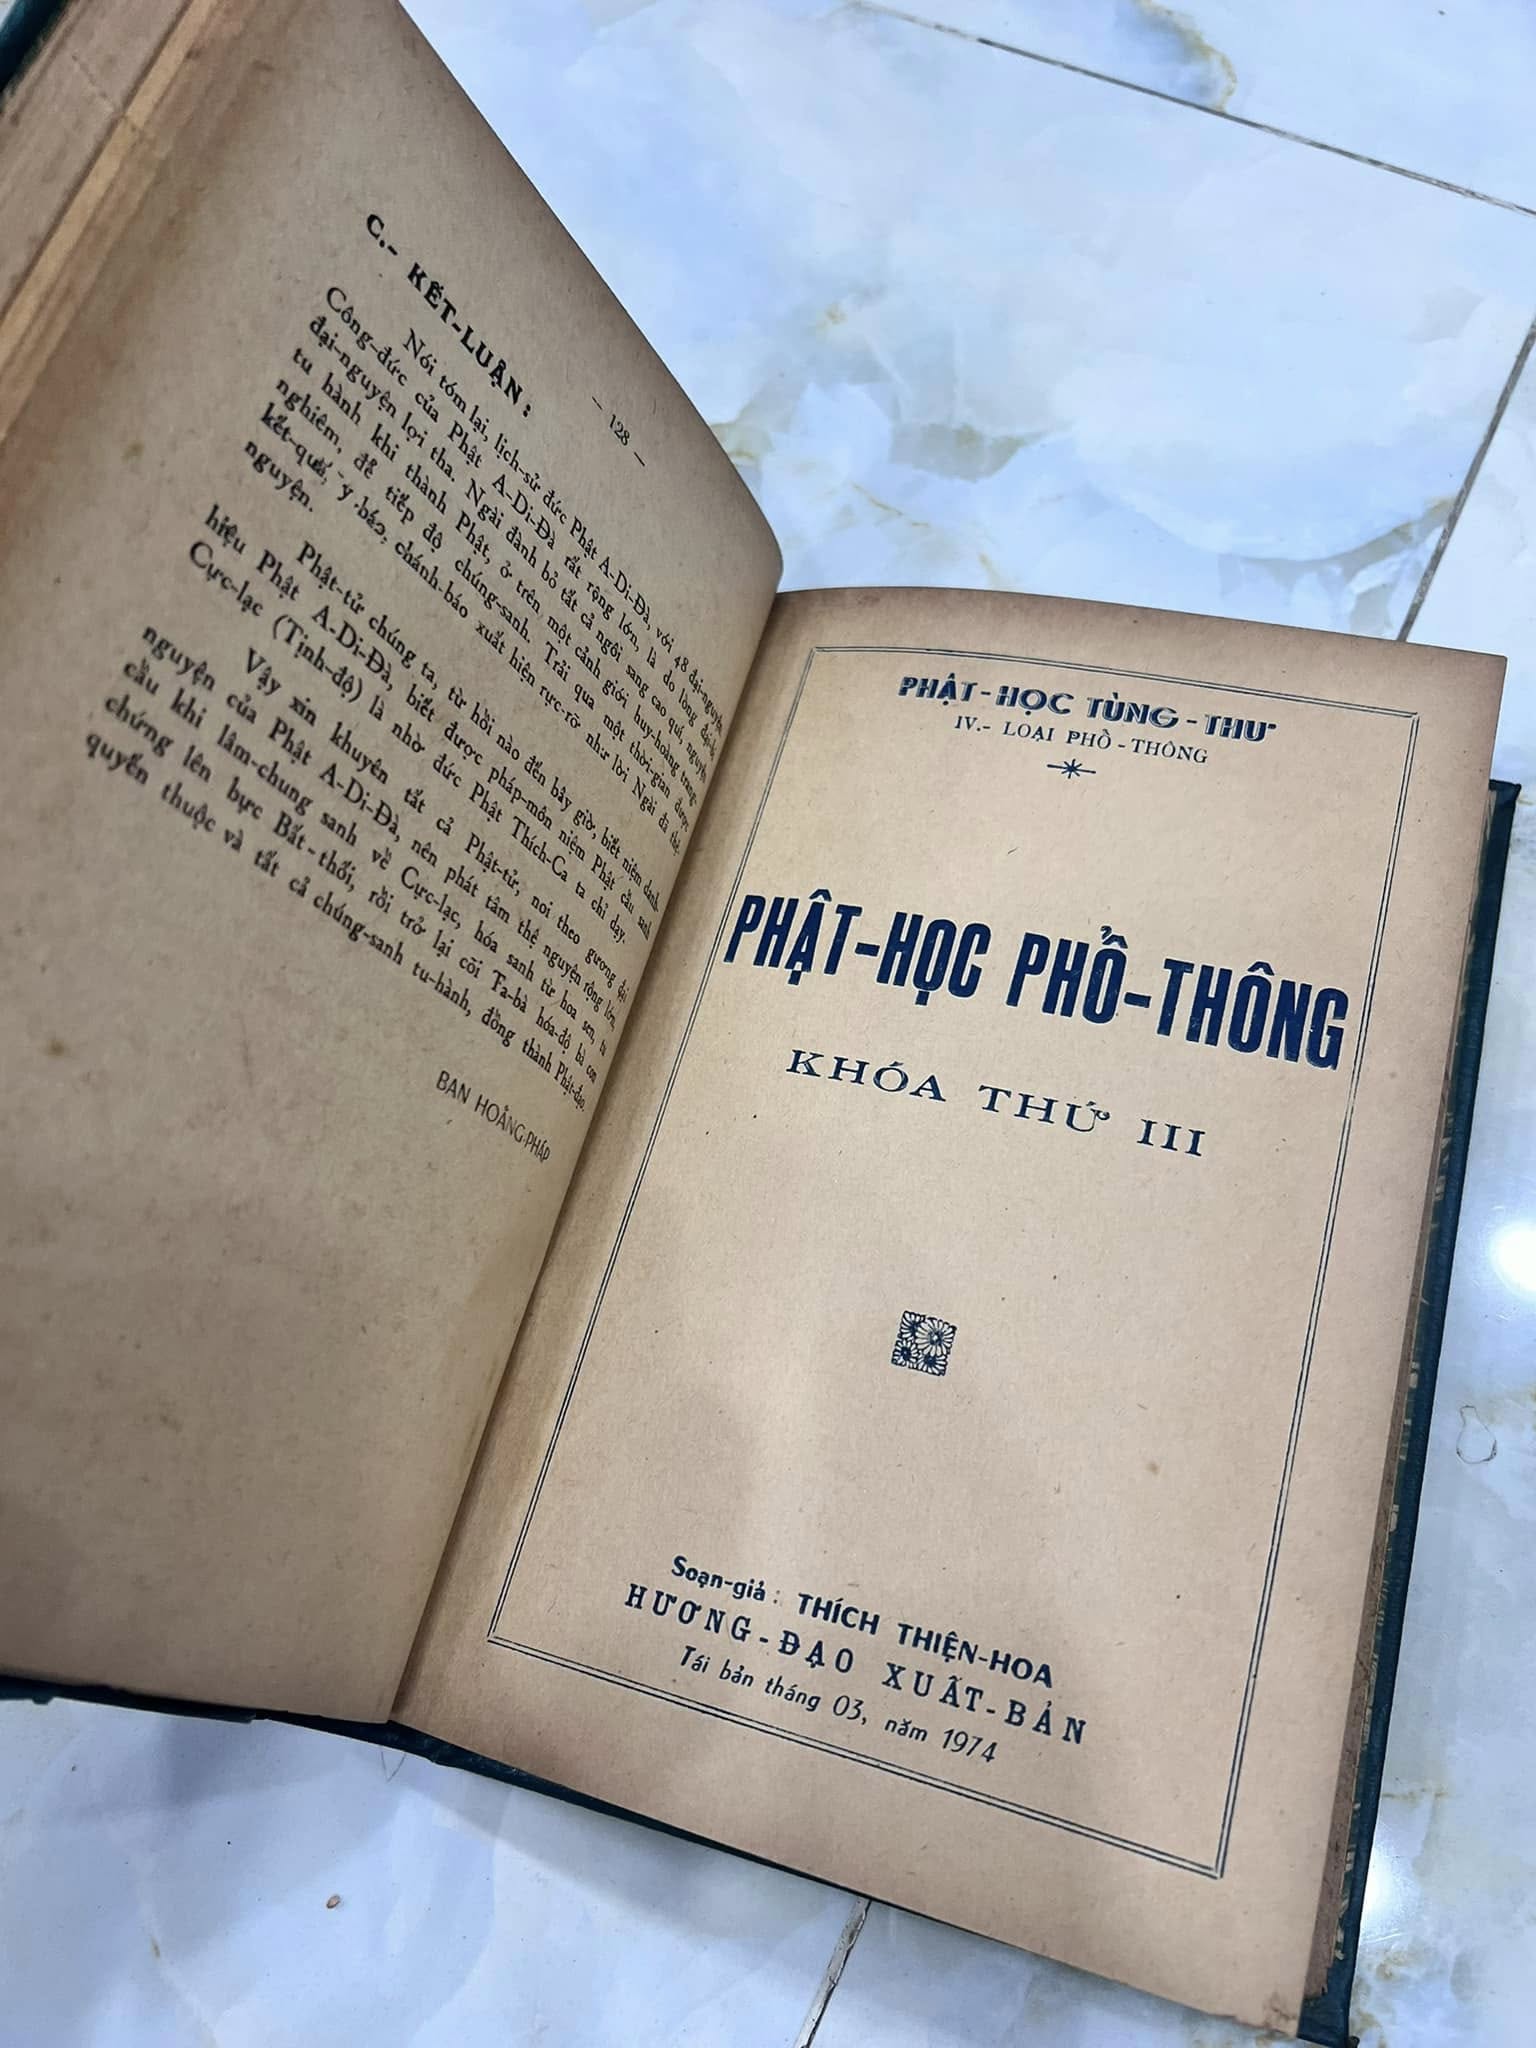 — 128 —
C.- KẾT-LUẬN :
Nói tóm lại, lịch-sử đức Phật A-Di-Đà, với 48 đại-nguyện
Công-đức của Phật A-Di-Đà rất rộng lớn, là do lòng đại-bi
đại-nguyện lợi tha. Ngài đành bỏ tất cả ngôi sang cao quí, nguyện
tu hành khi thành Phật, ở trên một cảnh giới huy-hoàng trang-
nghiêm, để tiếp độ chúng-sanh. Trải qua một thời-gian được
kết-quả, y-báo, chánh-báo xuất hiện rực-rỡ như lời Ngài đã thệ
nguyện.
Phật-tử chúng ta, từ hồi nào đến bây giờ, biết niệm danh
hiệu Phật A-Di-Đà, biết được pháp-môn niệm Phật cầu sanh
Cực-lạc (Tịnh-độ) là nhờ đức Phật Thích-Ca ta chỉ dạy.
Vậy xin khuyên tất cả Phật-tử, noi theo gương đại
nguyện của Phật A-Di-Đà, nên phát tâm thệ nguyện rộng lớn,
cầu khi lâm-chung sanh về Cực-lạc, hóa sanh từ hoa sen, tu
chứng lên bực Bất-thối, rồi trở lại cõi Ta-bà hóa-độ bà con
quyến thuộc và tất cả chúng-sanh tu-hành, đồng thành Phật-đạo.
BAN HOẰNG-PHÁP
PHẬT-HỌC TÙNG-THƯ
IV.- LOẠI PHỔ-THÔNG
PHẬT-HỌC PHỔ-THÔNG
KHÓA THỨ III
Soạn-giả : THÍCH THIỆN-HOA
HƯƠNG-ĐẠO XUẤT-BẢN
Tái bản tháng 03, năm 1974